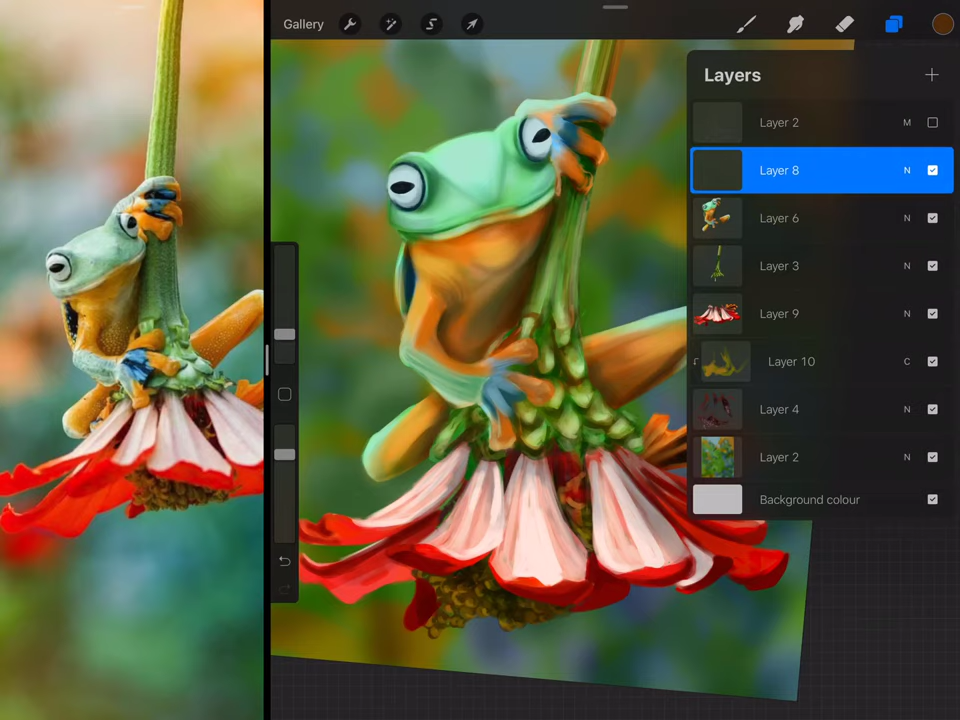 Gallery
Layers
Layer 2 M
Layer 8 N
Layer 6 N
Layer 3 N
Layer 9 N
Layer 10 C
Layer 4 N
Layer 2 N
Background colour